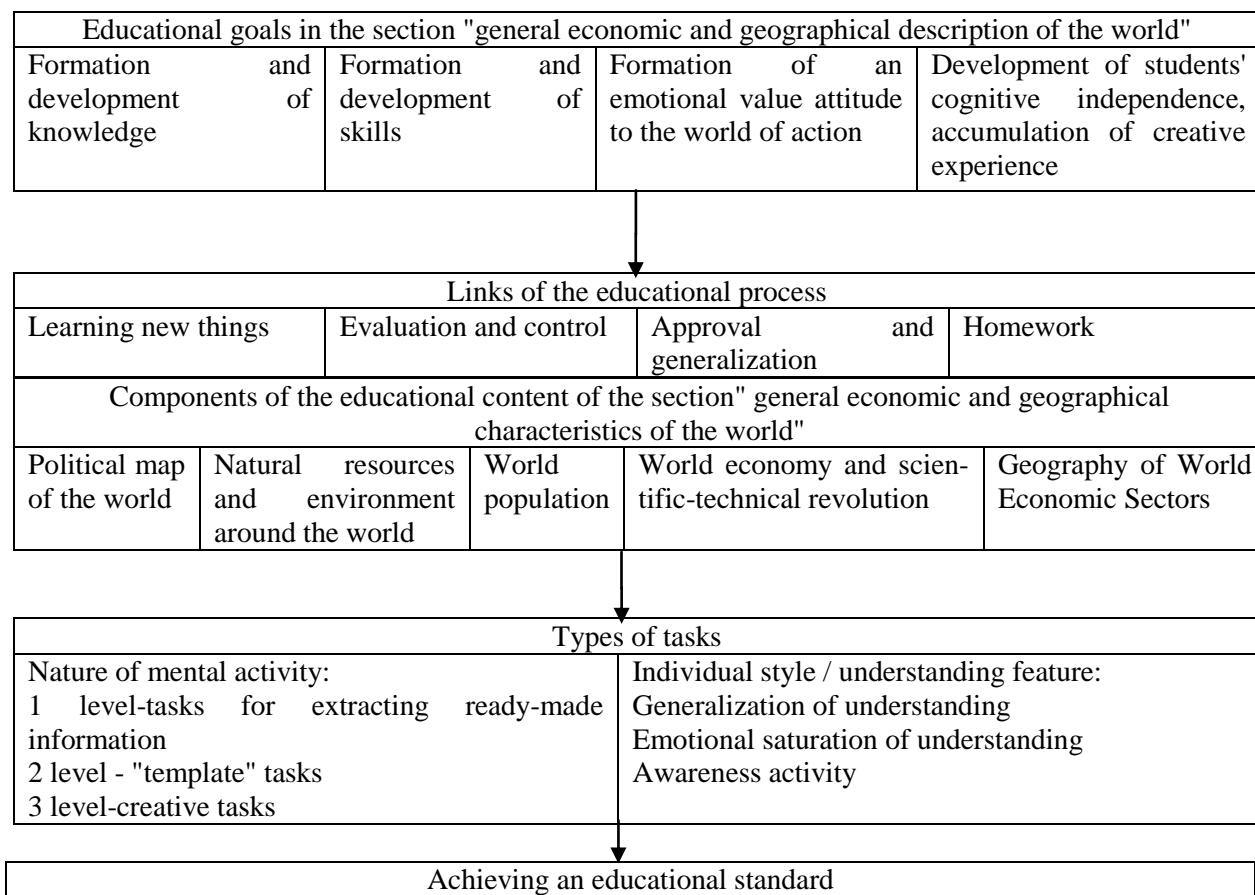 Educational goals in the section "general economic and geographical description of the world"
Formation and
development of
knowledge
Formation and
development of
skills
Formation of an
emotional value attitude
to the world of action
Development of students'
cognitive independence,
accumulation of creative
experience
Links of the educational process
Learning new things
Evaluation and control
Approval and
generalization
Homework
Components of the educational content of the section" general economic and geographical
characteristics of the world"
Political map
of the world
Natural resources
and environment
around the world
World
population
World economy and scien-
tific-technical revolution
Geography of World
Economic Sectors
Types of tasks
Nature of mental activity:
1 level-tasks for extracting ready-made
information
2 level - "template" tasks
3 level-creative tasks
Individual style / understanding feature:
Generalization of understanding
Emotional saturation of understanding
Awareness activity
Achieving an educational standard